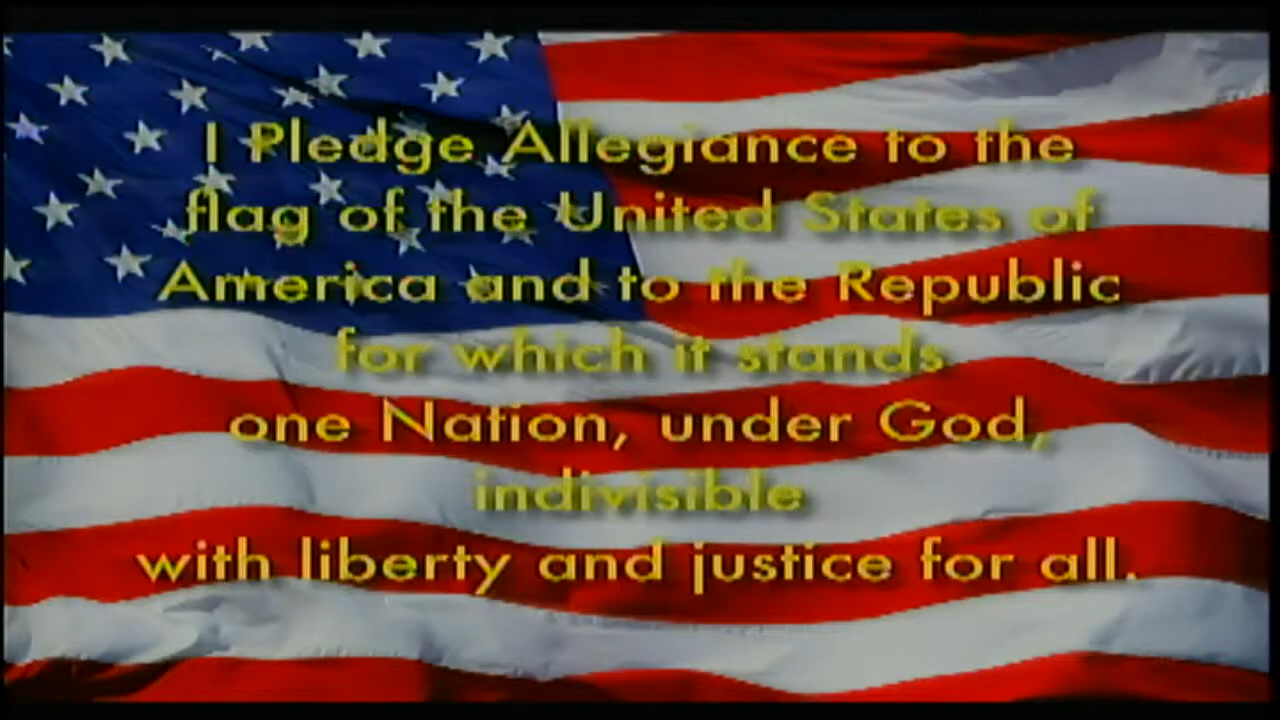 I Pledge Allegiance to the
flag of the United States of
America and to the Republic
for which it stands
one Nation, under God,
indivisible
with liberty and justice for all.